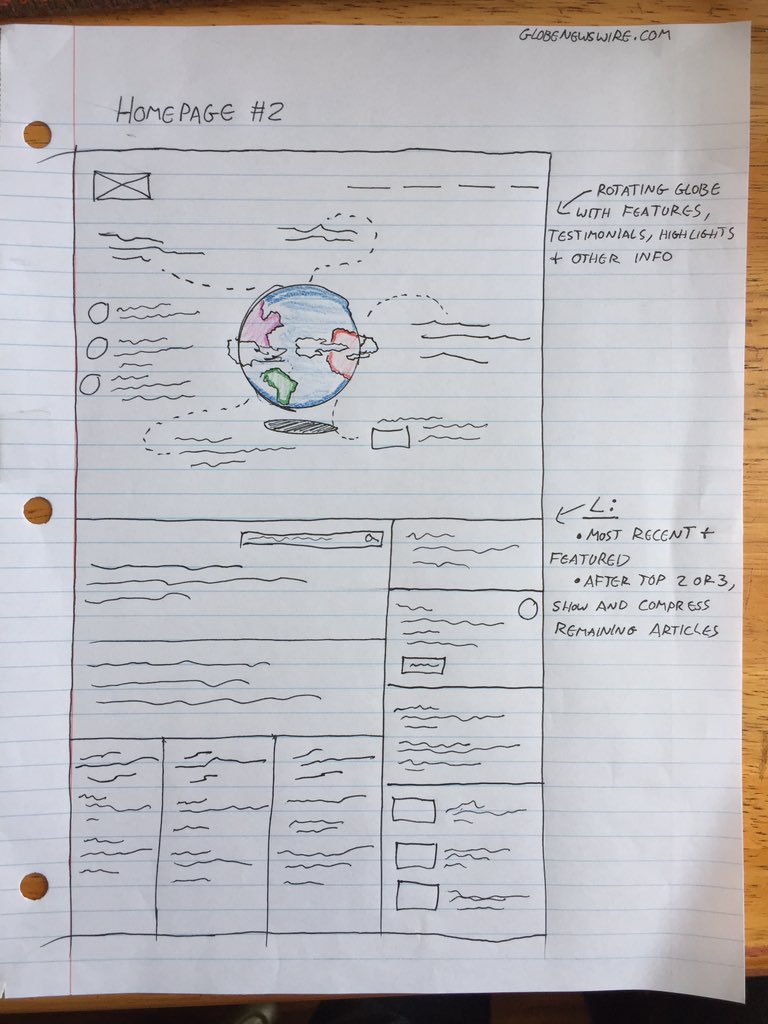 GLOBENEWSWIRE.COM
HOMEPAGE #2
ROTATING GLOBE
WITH FEATURES,
TESTIMONIALS, HIGHLIGHTS
+ OTHER INFO
L:
• MOST RECENT +
FEATURED
• AFTER TOP 2 OR 3,
SHOW AND COMPRESS
REMAINING ARTICLES